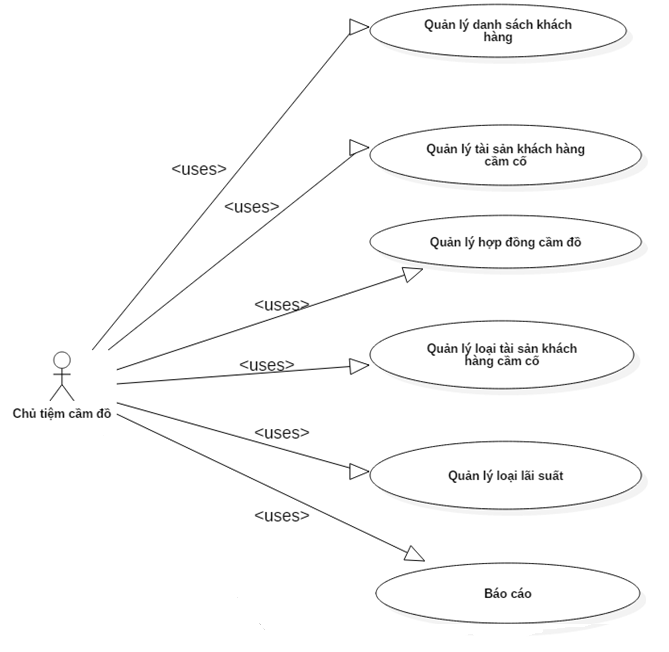 Quản lý danh sách khách
hàng
<uses>
Quản lý tài sản khách hàng
cầm cố
<uses>
Quản lý hợp đồng cầm đồ
<uses>
Quản lý loại tài sản khách
hàng cầm cố
<uses>
Chủ tiệm cầm đồ
<uses>
Quản lý loại lãi suất
<uses>
Báo cáo